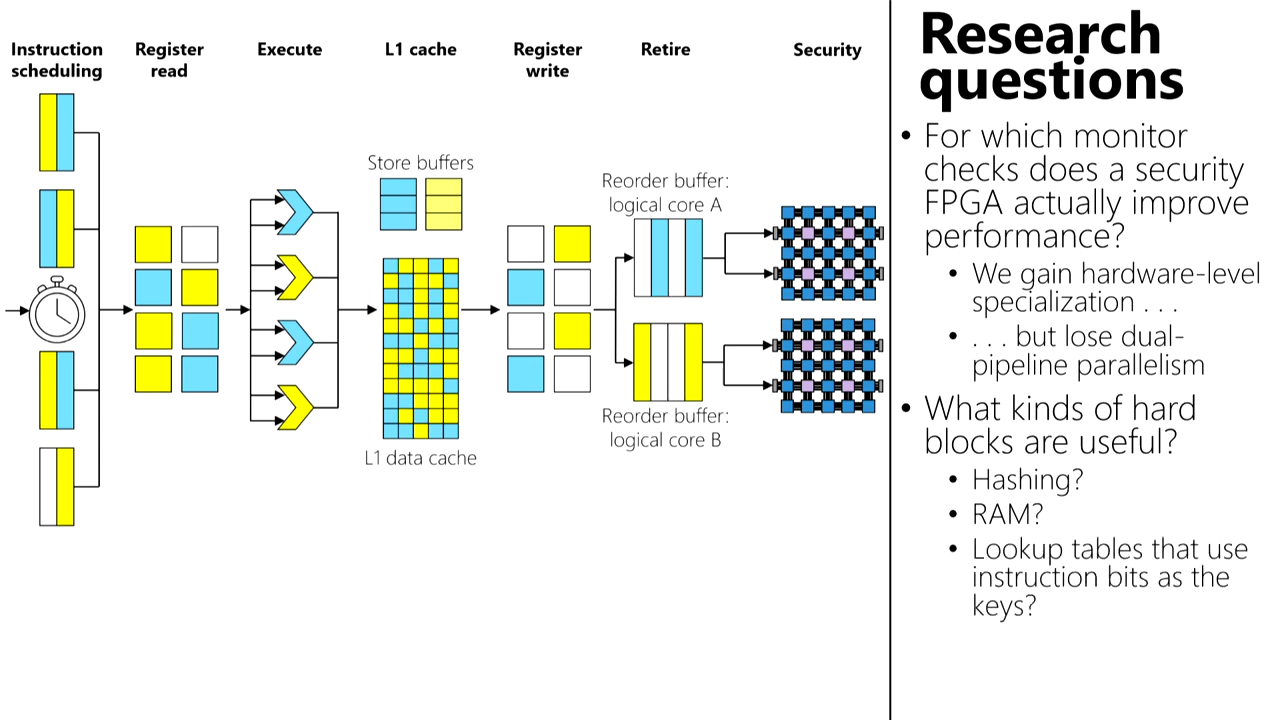 Instruction
scheduling
Register
read
Execute
L1 cache
Register
write
Retire
Security
Store buffers
L1 data cache
Reorder buffer:
logical core A
Reorder buffer:
logical core B
Research
questions
• For which monitor
checks does a security
FPGA actually improve
performance?
• We gain hardware-level
specialization . . .
• . . . but lose dual-
pipeline parallelism
• What kinds of hard
blocks are useful?
• Hashing?
• RAM?
• Lookup tables that use
instruction bits as the
keys?